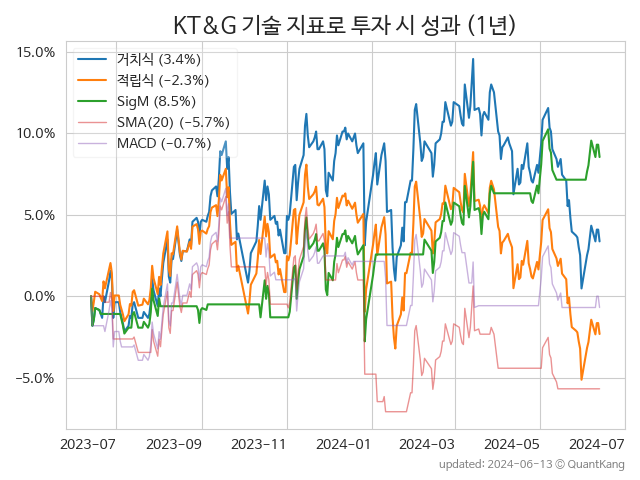 KT&G 기술 지표로 투자 시 성과 (1년)
15.0%
10.0%
5.0%
0.0%
−5.0%
거치식 (3.4%)
적립식 (−2.3%)
SigM (8.5%)
SMA(20) (−5.7%)
MACD (−0.7%)
2023-07
2023-09
2023-11
2024-01
2024-03
2024-05
2024-07
updated: 2024-06-13 © QuantKang